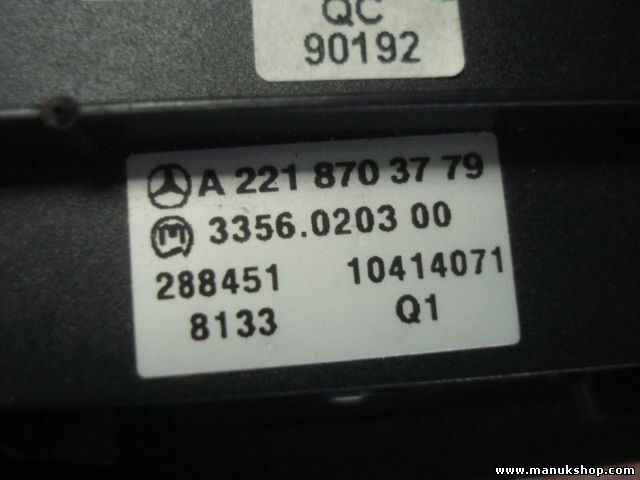 QC
90192
A 221 870 37 79
3356.0203 00
288451 10414071
8133 Q1
www.manukshop.com